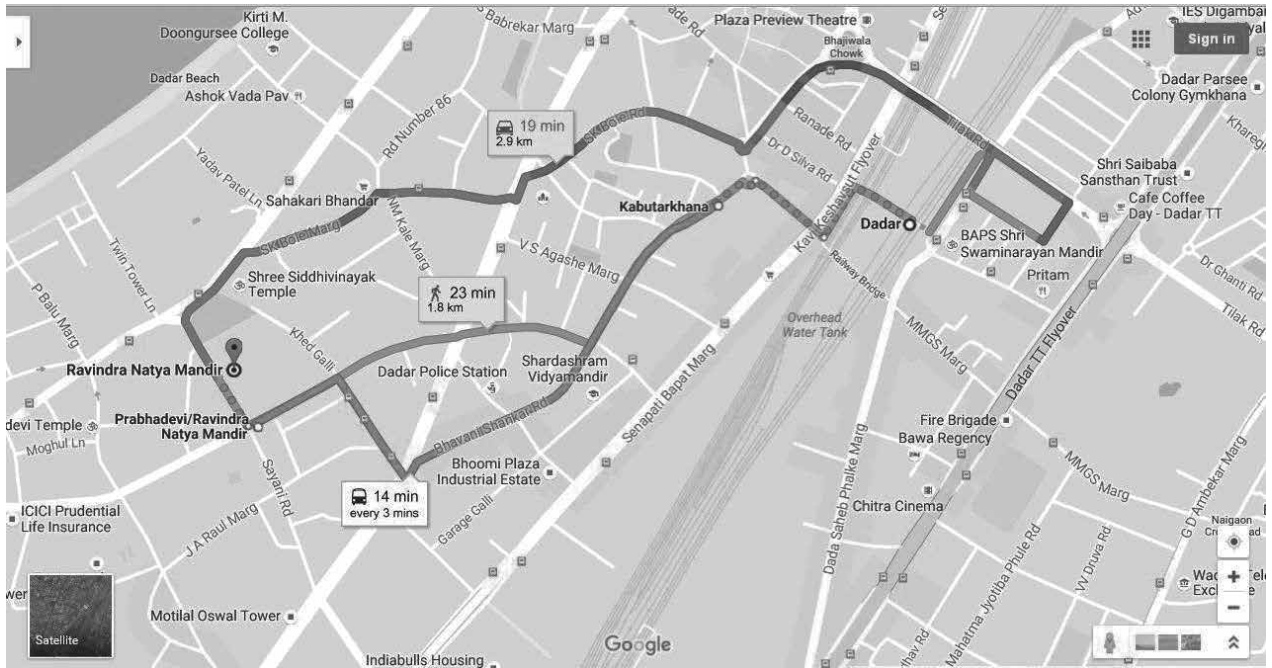 Kirti M.
Doongursee College
S Babrekar Marg
Plaza Preview Theatre
Bhajiwala
Chowk
IES Digambar
Sign in
Dadar Beach
Ashok Vada Pav
Rd Number 86
19 min
2.9 km
SK Bole Rd
Ranade Rd
Dr D Silva Rd
Tilak Rd
Dadar Parsee
Colony Gymkhana
Yadav Patel Ln
Sahakari Bhandar
NM Kale Marg
Kabutarkhana
Kavi Keshavsut Flyover
Dadar
Shri Saibaba
Sansthan Trust
Cafe Coffee
Day - Dadar TT
BAPS Shri
Swaminarayan Mandir
Pritam
Twin Tower Ln
SK Bole Marg
V S Agashe Marg
Railway Bridge
Dr Ghanti Rd
P Balu Marg
Shree Siddhivinayak
Temple
23 min
1.8 km
Overhead
Water Tank
MMGS Marg
Tilak Rd
Khed Galli
Ravindra Natya Mandir
Dadar Police Station
Shardashram
Vidyamandir
Senapati Bapat Marg
Dadar TT Flyover
Prabhadevi/Ravindra
Natya Mandir
devi Temple
Moghul Ln
Bhavani Shankar Rd
Fire Brigade
Bawa Regency
Sayani Rd
Bhoomi Plaza
Industrial Estate
Dada Saheb Phalke Marg
MMGS Marg
14 min
every 3 mins
Garage Galli
Chitra Cinema
G D Ambekar Marg
ICICI Prudential
Life Insurance
J A Raul Marg
Naigaon
Mahatma Jyotiba Phule Rd
VV Druva Rd
Satellite
Motilal Oswal Tower
Google
Indiabulls Housing